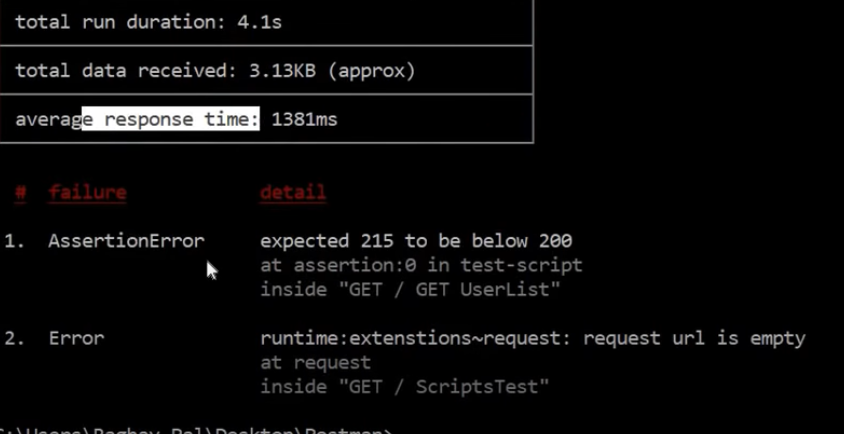 total run duration: 4.1s
total data received: 3.13KB (approx)
average response time: 1381ms
# failure detail
1. AssertionError expected 215 to be below 200
at assertion:0 in test-script
inside "GET / GET UserList"
2. Error runtime:extenstions~request: request url is empty
at request
inside "GET / ScriptsTest"
C:\Users\Raghav Pal\Desktop\Postman>